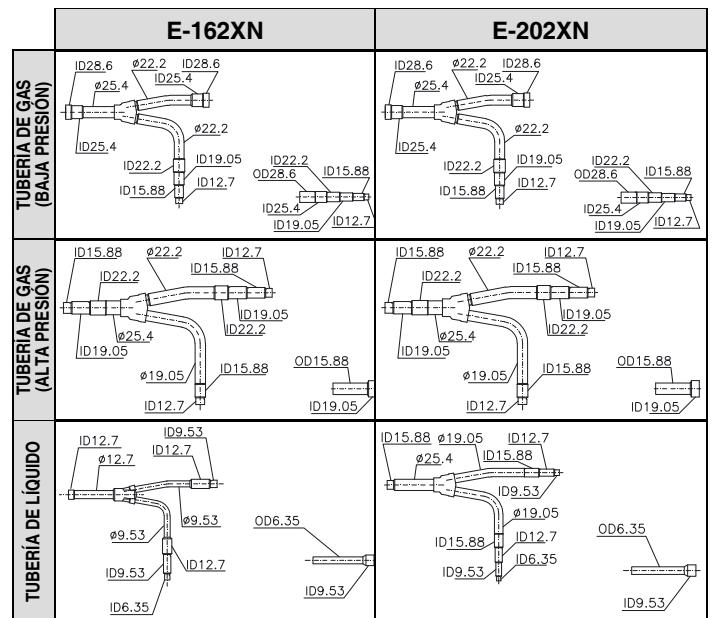 E-162XN
E-202XN
TUBERÍA DE GAS
(BAJA PRESIÓN)
ID28.6
ø25.4
ID25.4
ø22.2
ID25.4
ID28.6
ø22.2
ID22.2
ID19.05
ID15.88
ID12.7
OD28.6
ID22.2
ID15.88
ID25.4
ID19.05
ID12.7
ID28.6
ø25.4
ID25.4
ø22.2
ID25.4
ID28.6
ø22.2
ID22.2
ID19.05
ID15.88
ID12.7
OD28.6
ID22.2
ID15.88
ID25.4
ID19.05
ID12.7
TUBERÍA DE GAS
(ALTA PRESIÓN)
ID15.88
ID22.2
ID19.05
ø25.4
ø22.2
ID15.88
ID12.7
ID19.05
ID22.2
ø19.05
ID15.88
ID12.7
OD15.88
ID19.05
ID15.88
ID22.2
ID19.05
ø25.4
ø22.2
ID15.88
ID12.7
ID19.05
ID22.2
ø19.05
ID15.88
ID12.7
OD15.88
ID19.05
TUBERÍA DE LÍQUIDO
ID12.7
ø12.7
ID9.53
ID12.7
ø9.53
ø9.53
ID12.7
ID9.53
ID6.35
OD6.35
ID9.53
ID15.88
ø25.4
ø19.05
ID15.88
ID12.7
ID9.53
ø19.05
ID15.88
ID12.7
ID9.53
ID6.35
OD6.35
ID9.53